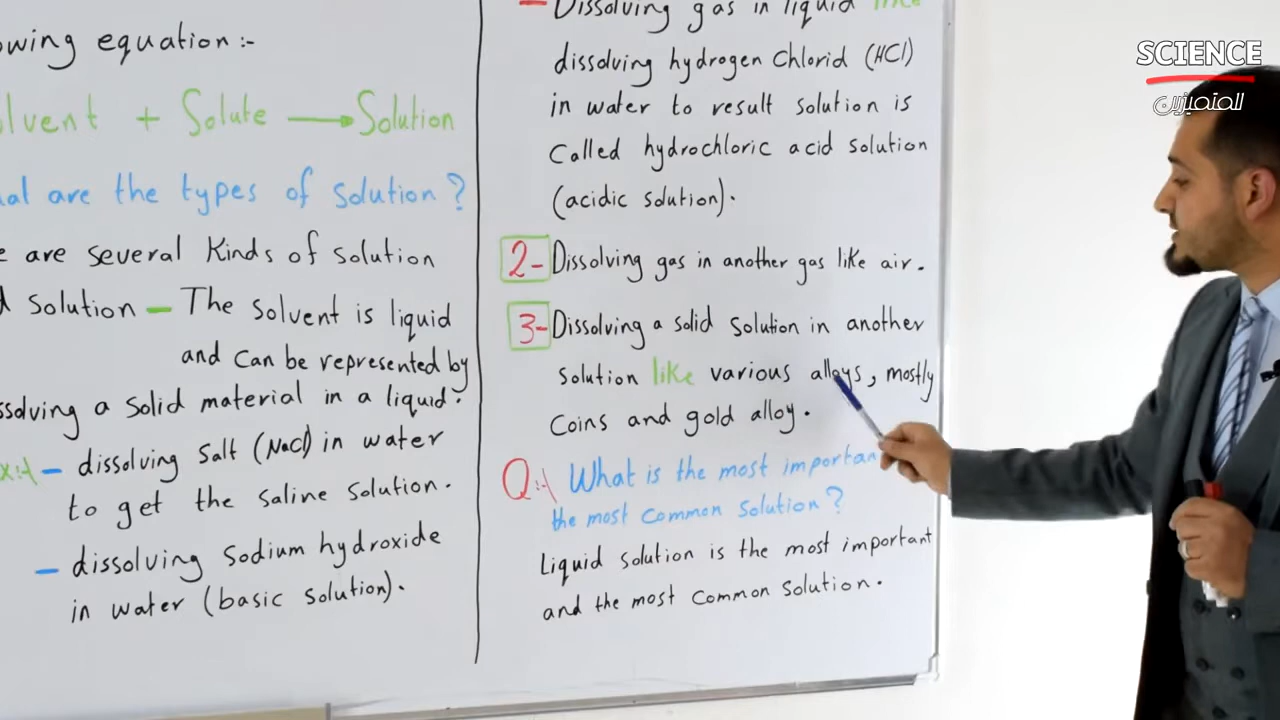 owing equation:-
olvent + Solute → Solution
at are the types of solution?
e are several Kinds of solution
d solution – The solvent is liquid
and can be represented by
ssolving a solid material in a liquid.
Ex:- – dissolving salt (NaCl) in water
to get the saline solution.
– dissolving sodium hydroxide
in water (basic solution).
– Dissolving gas in liquid like
dissolving hydrogen chlorid (HCl)
in water to result solution is
called hydrochloric acid solution
(acidic solution).
2- Dissolving gas in another gas like air.
3- Dissolving a solid solution in another
solution like various alloys, mostly
coins and gold alloy.
Q:- What is the most importan
the most common solution?
Liquid solution is the most important
and the most common solution.
SCIENCE
المتميزين